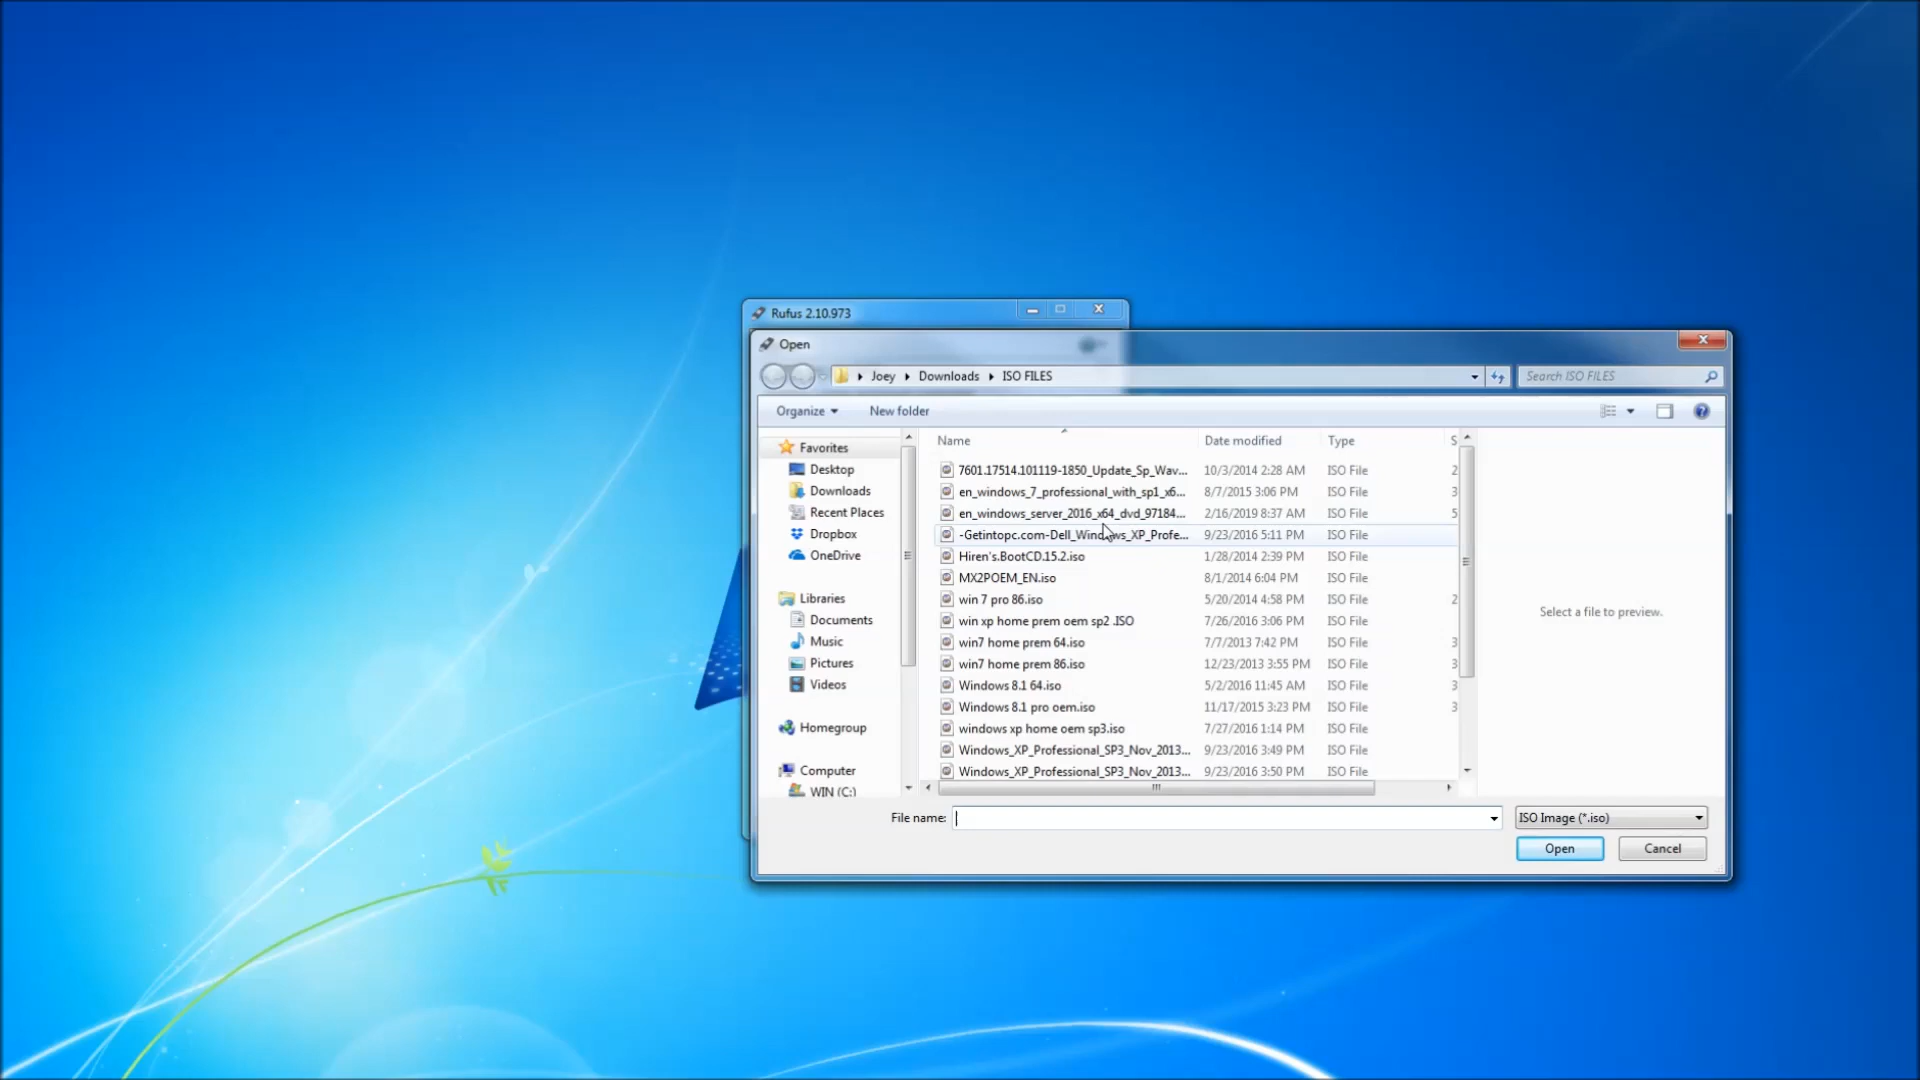 Rufus 2.10.973
Open
Joey Downloads ISO FILES
Search ISO FILES
Organize New folder
Name Date modified Type S
Favorites
Desktop
Downloads
Recent Places
Dropbox
OneDrive
Libraries
Documents
Music
Pictures
Videos
Homegroup
Computer
WIN (C:)
7601.17514.101119-1850_Update_Sp_Wav... 10/3/2014 2:28 AM ISO File 2
en_windows_7_professional_with_sp1_x6... 8/7/2015 3:06 PM ISO File 3
en_windows_server_2016_x64_dvd_97184... 2/16/2019 8:37 AM ISO File 5
-Getintopc.com-Dell_Windows_XP_Profe... 9/23/2016 5:11 PM ISO File
Hiren's.BootCD.15.2.iso 1/28/2014 2:39 PM ISO File
MX2POEM_EN.iso 8/1/2014 6:04 PM ISO File
win 7 pro 86.iso 5/20/2014 4:58 PM ISO File 2
win xp home prem oem sp2 .ISO 7/26/2016 3:06 PM ISO File
win7 home prem 64.iso 7/7/2013 7:42 PM ISO File 3
win7 home prem 86.iso 12/23/2013 3:55 PM ISO File 3
Windows 8.1 64.iso 5/2/2016 11:45 AM ISO File 3
Windows 8.1 pro oem.iso 11/17/2015 3:23 PM ISO File 3
windows xp home oem sp3.iso 7/27/2016 1:14 PM ISO File
Windows_XP_Professional_SP3_Nov_2013... 9/23/2016 3:49 PM ISO File
Windows_XP_Professional_SP3_Nov_2013... 9/23/2016 3:50 PM ISO File
Select a file to preview.
File name: ISO Image (*.iso)
Open Cancel